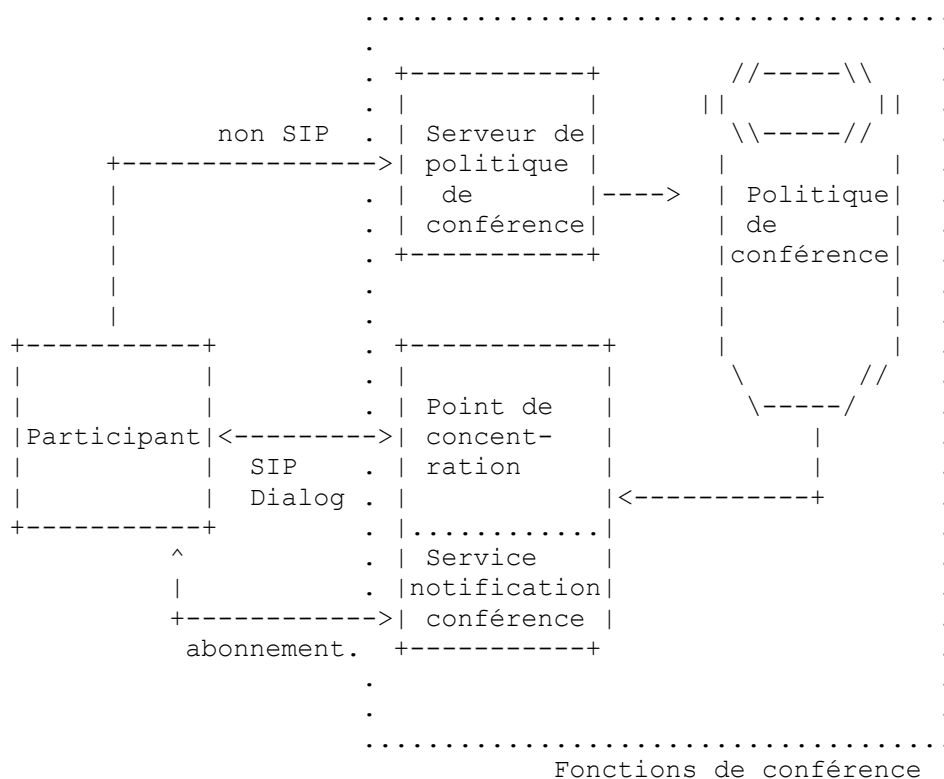 non SIP
Serveur de
politique
de
conférence
Politique
de
conférence
Participant
SIP
Dialog
Point de
concent-
ration
Service
notification
conférence
abonnement.
Fonctions de conférence